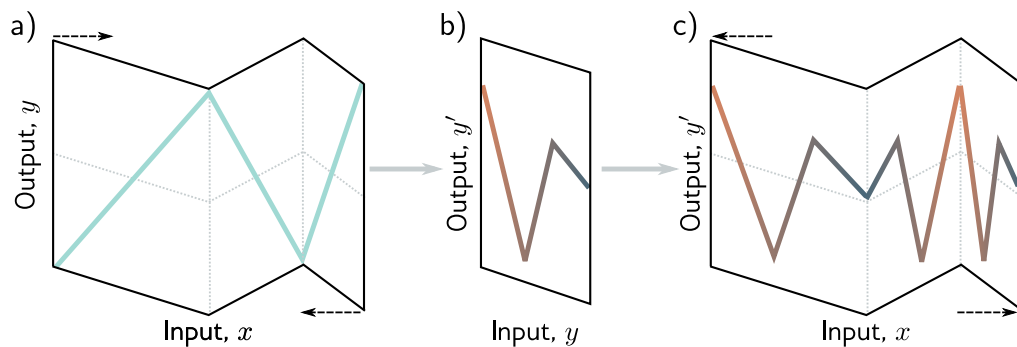 a)
Output, y
Input, x
b)
Output, y′
Input, y
c)
Output, y′
Input, x